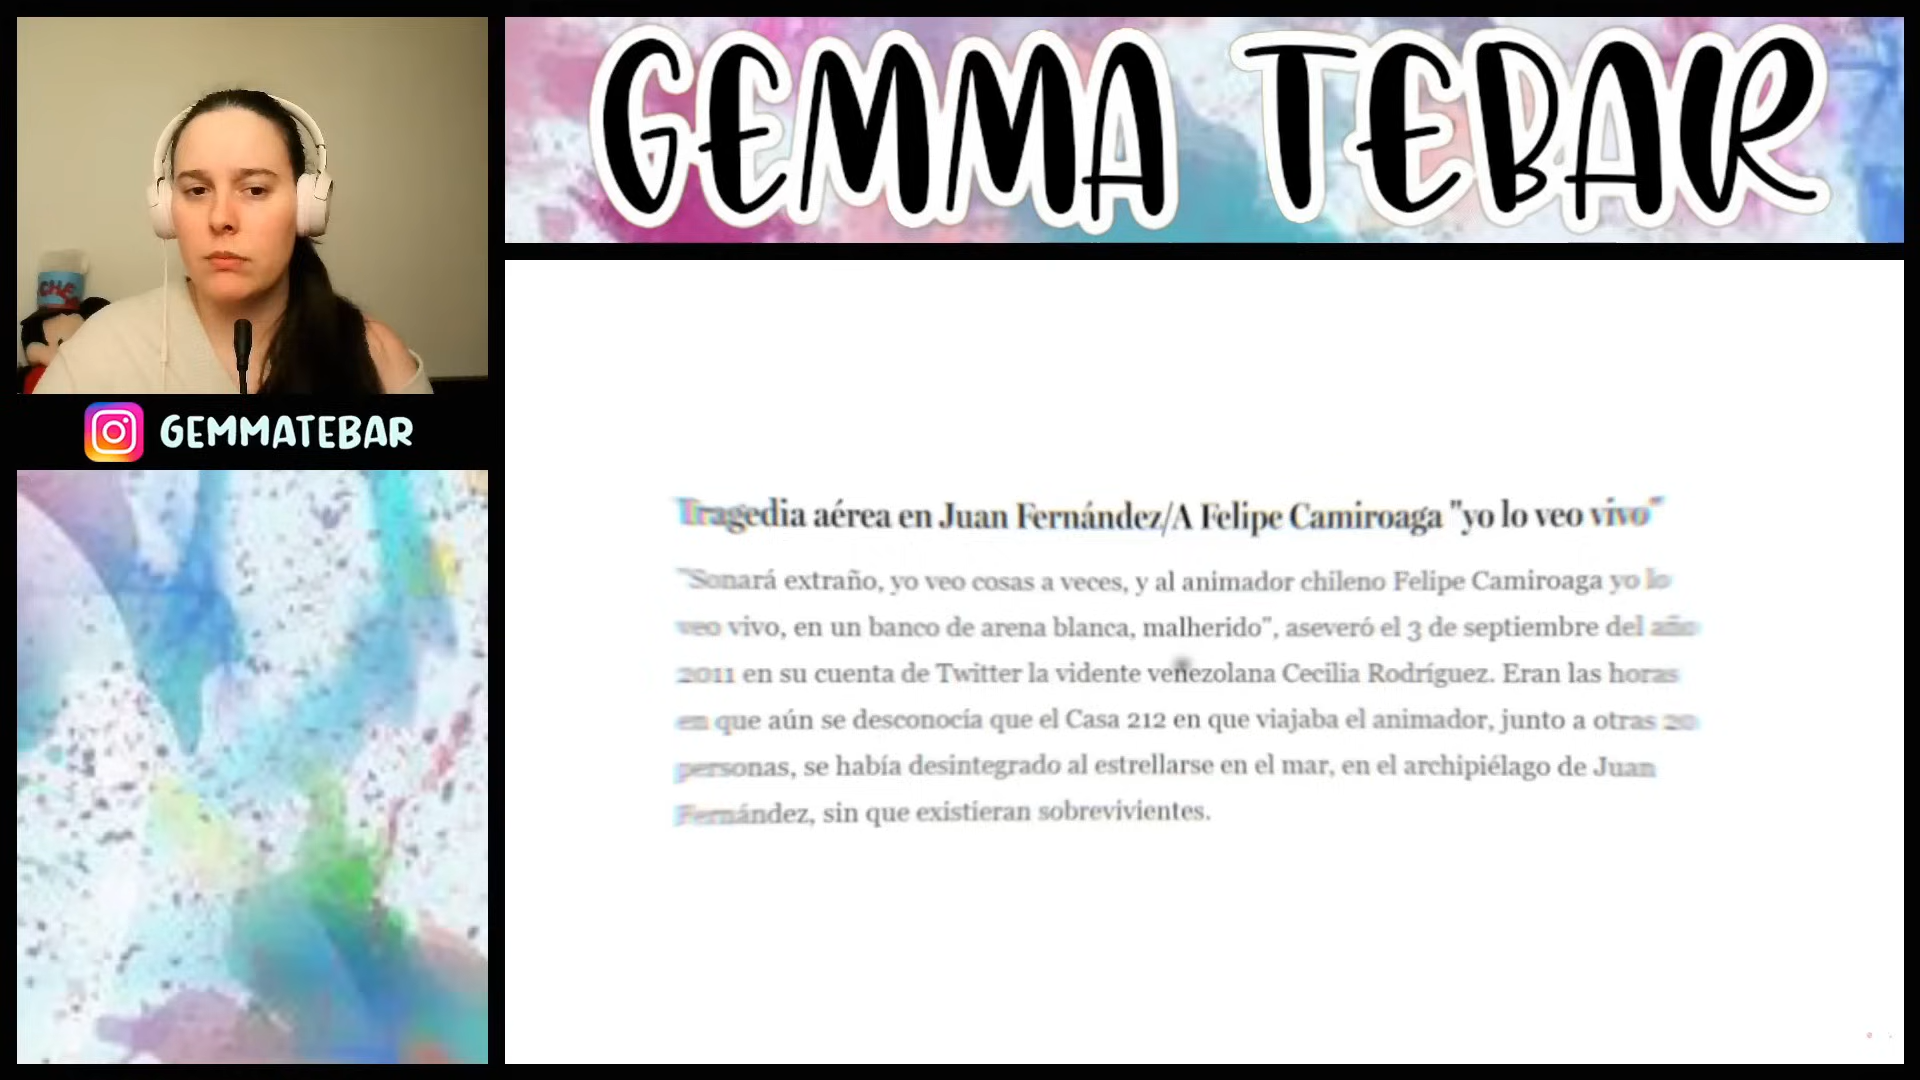 GEMMA TEBAR
CHE
GEMMATEBAR
Tragedia aérea en Juan Fernández/A Felipe Camiroaga "yo lo veo vivo"
"Sonará extraño, yo veo cosas a veces, y al animador chileno Felipe Camiroaga yo lo
veo vivo, en un banco de arena blanca, malherido", aseveró el 3 de septiembre del año
2011 en su cuenta de Twitter la vidente venezolana Cecilia Rodríguez. Eran las horas
en que aún se desconocía que el Casa 212 en que viajaba el animador, junto a otras 20
personas, se había desintegrado al estrellarse en el mar, en el archipiélago de Juan
Fernández, sin que existieran sobrevivientes.